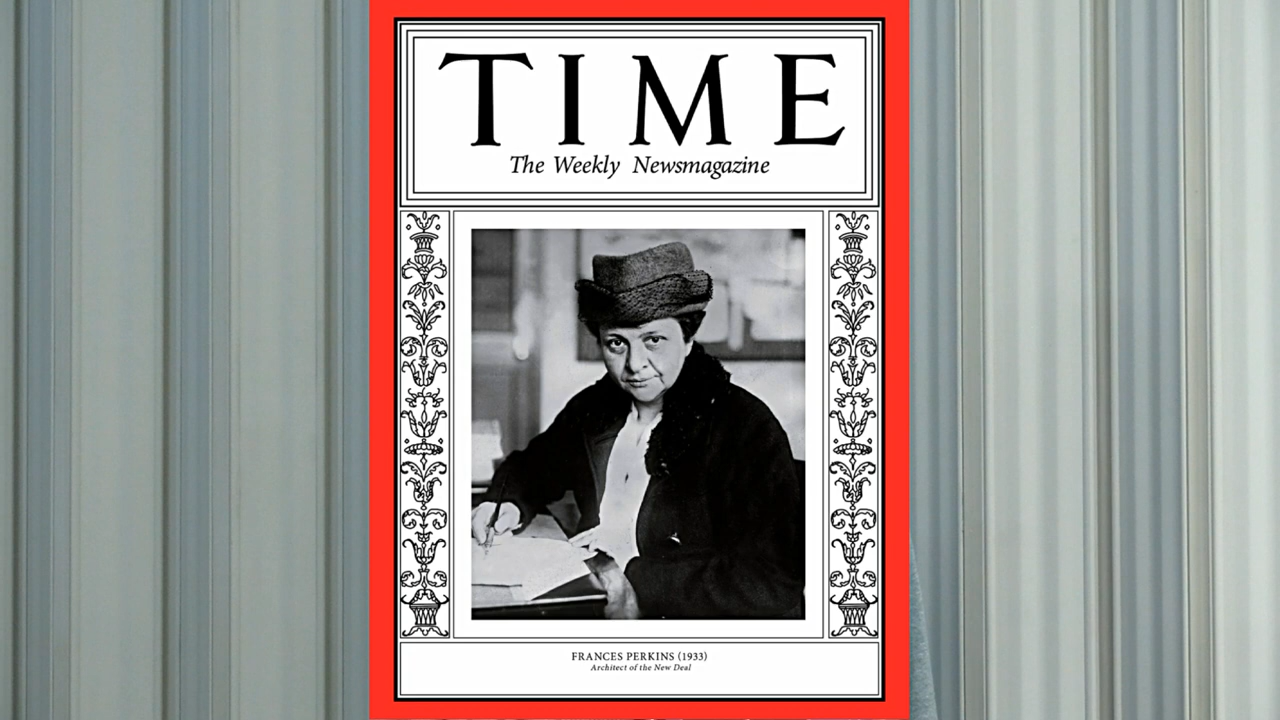 TIME
The Weekly Newsmagazine
FRANCES PERKINS (1933)
Architect of the New Deal